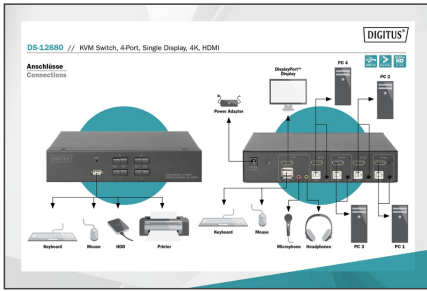 DIGITUS®
DS-12880 // KVM Switch, 4-Port, Single Display, 4K, HDMI
Anschlüsse
Connections
DisplayPort™
Display
PC 4
PC 2
Power Adapter
DIGITUS
Keyboard
Mouse
HDD
Printer
Keyboard
Mouse
Microphone
Headphones
PC 3
PC 1